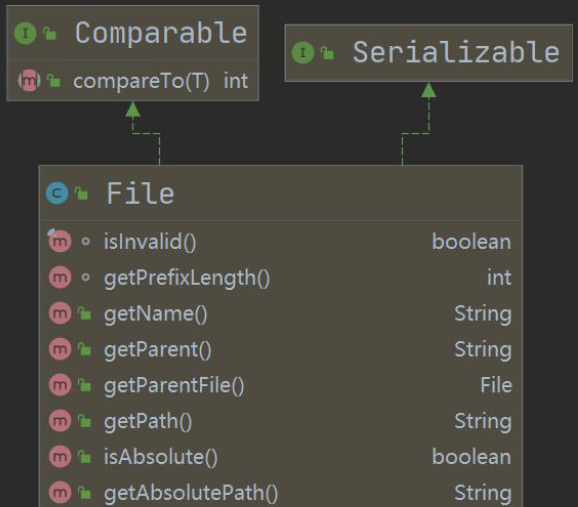 I Comparable
m compareTo(T) int
I Serializable
C File
m isInvalid() boolean
m getPrefixLength() int
m getName() String
m getParent() String
m getParentFile() File
m getPath() String
m isAbsolute() boolean
m getAbsolutePath() String